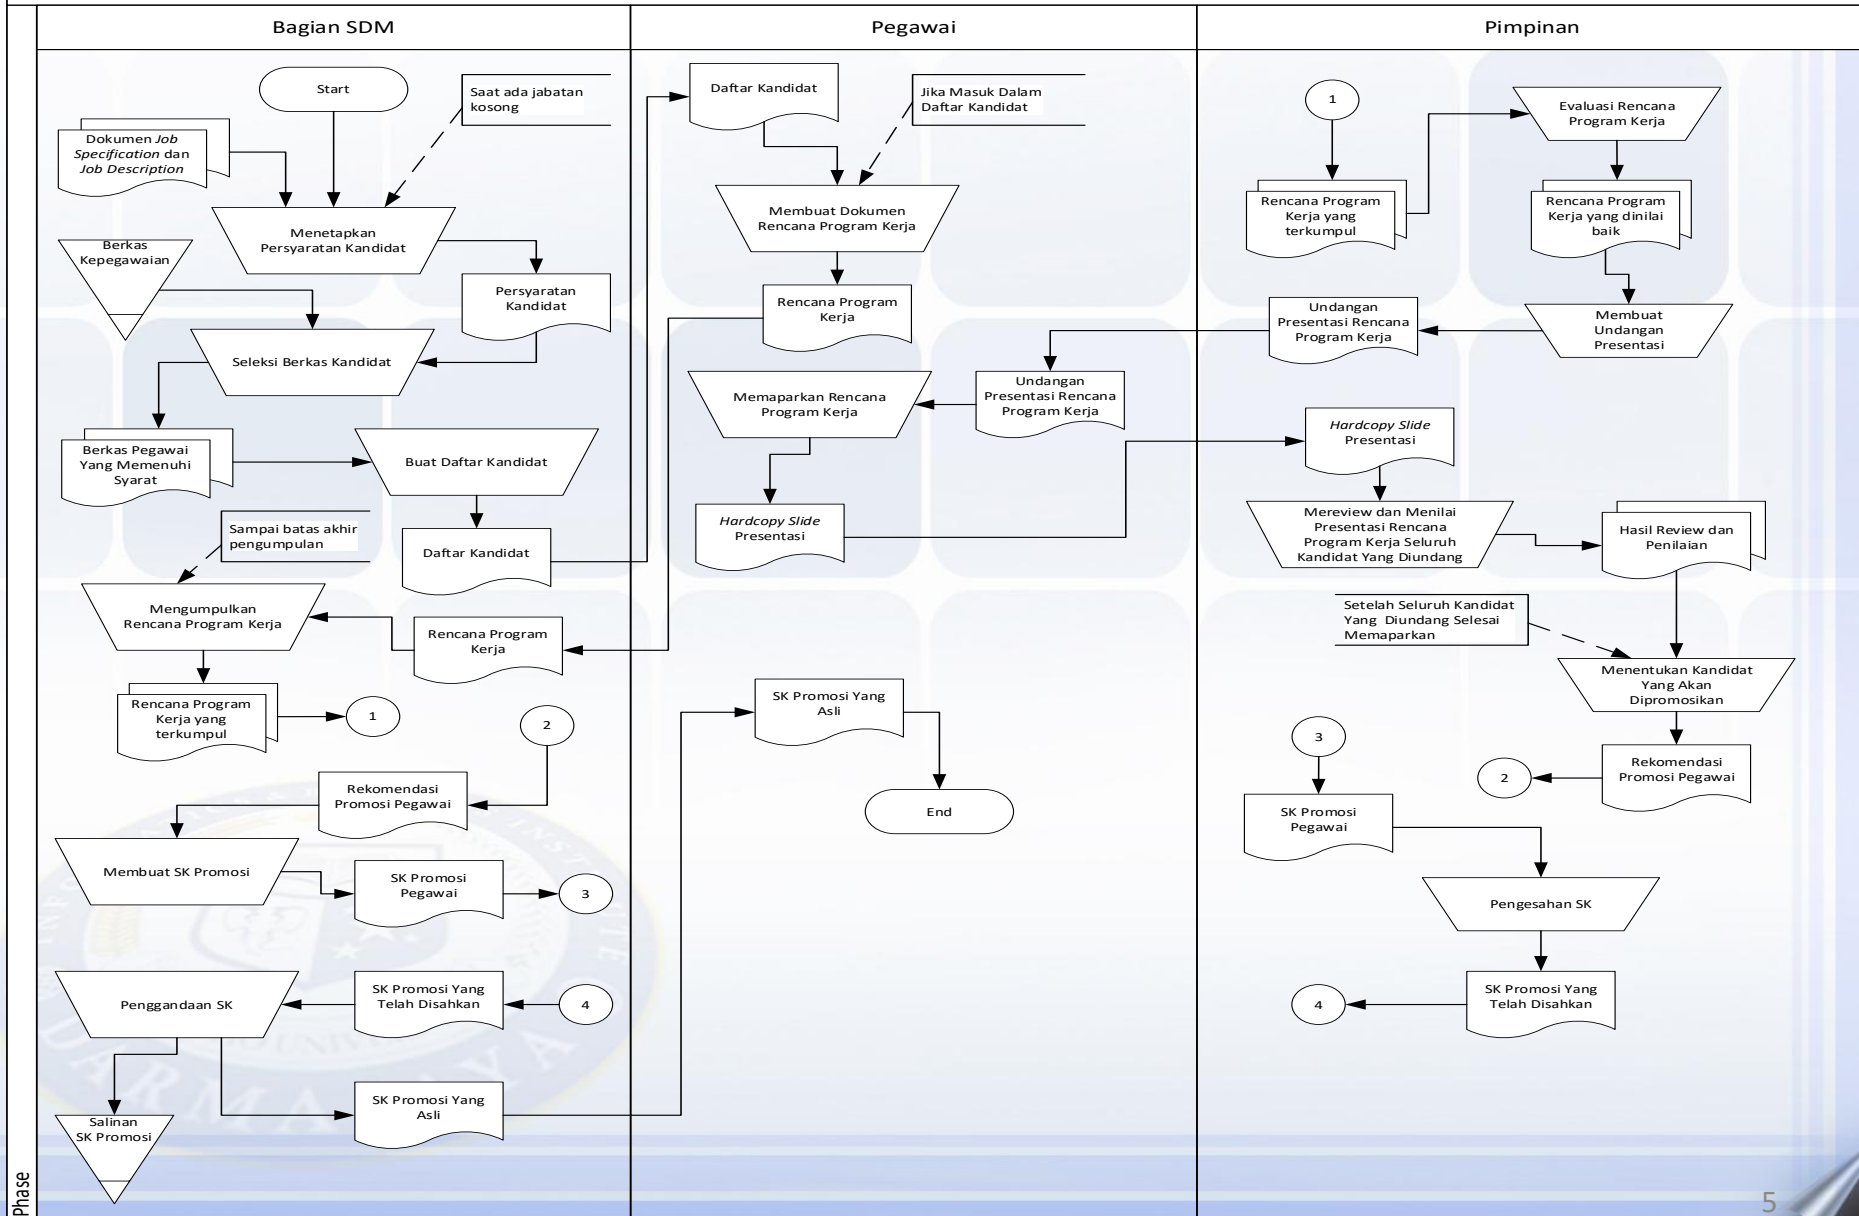 Bagian SDM
Pegawai
Pimpinan
Start
Saat ada jabatan
kosong
Dokumen Job
Specification dan
Job Description
Menetapkan
Persyaratan Kandidat
Berkas
Kepegawaian
Persyaratan
Kandidat
Seleksi Berkas Kandidat
Berkas Pegawai
Yang Memenuhi
Syarat
Buat Daftar Kandidat
Sampai batas akhir
pengumpulan
Daftar Kandidat
Mengumpulkan
Rencana Program Kerja
Rencana Program
Kerja
Rencana Program
Kerja yang
terkumpul
1
2
Rekomendasi
Promosi Pegawai
Membuat SK Promosi
SK Promosi
Pegawai
3
Penggandaan SK
SK Promosi Yang
Telah Disahkan
4
SK Promosi Yang
Asli
Salinan
SK Promosi
Daftar Kandidat
Jika Masuk Dalam
Daftar Kandidat
Membuat Dokumen
Rencana Program Kerja
Rencana Program
Kerja
Undangan
Presentasi Rencana
Program Kerja
Memaparkan Rencana
Program Kerja
Hardcopy Slide
Presentasi
SK Promosi Yang
Asli
End
1
Evaluasi Rencana
Program Kerja
Rencana Program
Kerja yang
terkumpul
Rencana Program
Kerja yang dinilai
baik
Undangan
Presentasi Rencana
Program Kerja
Membuat
Undangan
Presentasi
Hardcopy Slide
Presentasi
Mereview dan Menilai
Presentasi Rencana
Program Kerja Seluruh
Kandidat Yang Diundang
Hasil Review dan
Penilaian
Setelah Seluruh Kandidat
Yang Diundang Selesai
Memaparkan
Menentukan Kandidat
Yang Akan
Dipromosikan
Rekomendasi
Promosi Pegawai
2
3
SK Promosi
Pegawai
Pengesahan SK
SK Promosi Yang
Telah Disahkan
4
Phase
5